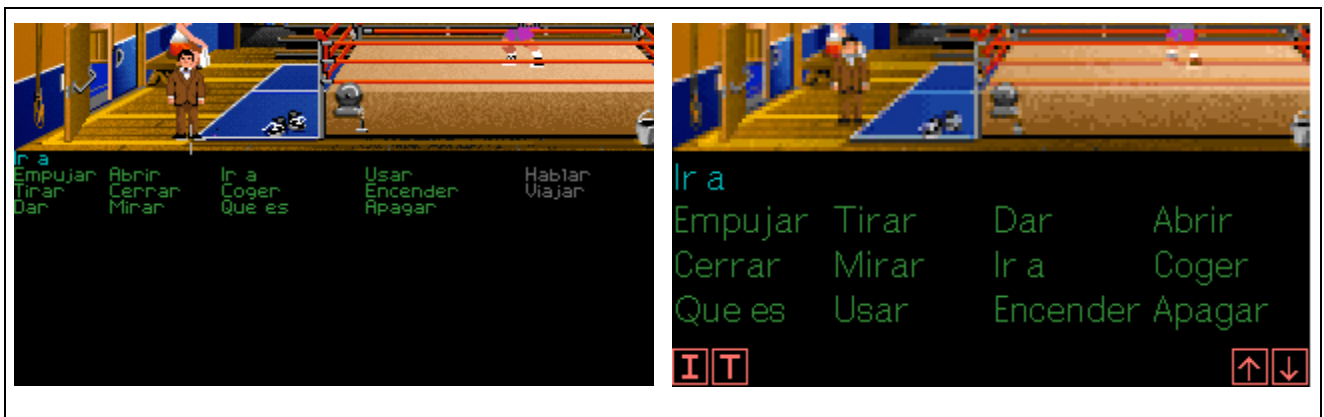 Ir a
Empujar Abrir Ir a Usar Hablar
Tirar Cerrar Coger Encender Viajar
Dar Mirar Que es Apagar
Ir a
Empujar Tirar Dar Abrir
Cerrar Mirar Ir a Coger
Que es Usar Encender Apagar
I T ↑ ↓